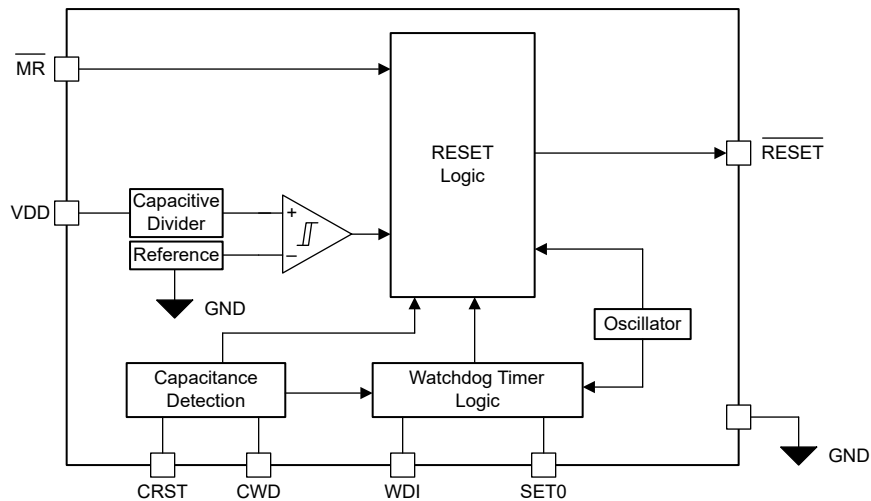 MR
RESET
Logic
RESET
VDD
Capacitive
Divider
+
Reference
−
GND
Oscillator
Capacitance
Detection
Watchdog Timer
Logic
GND
CRST
CWD
WDI
SET0